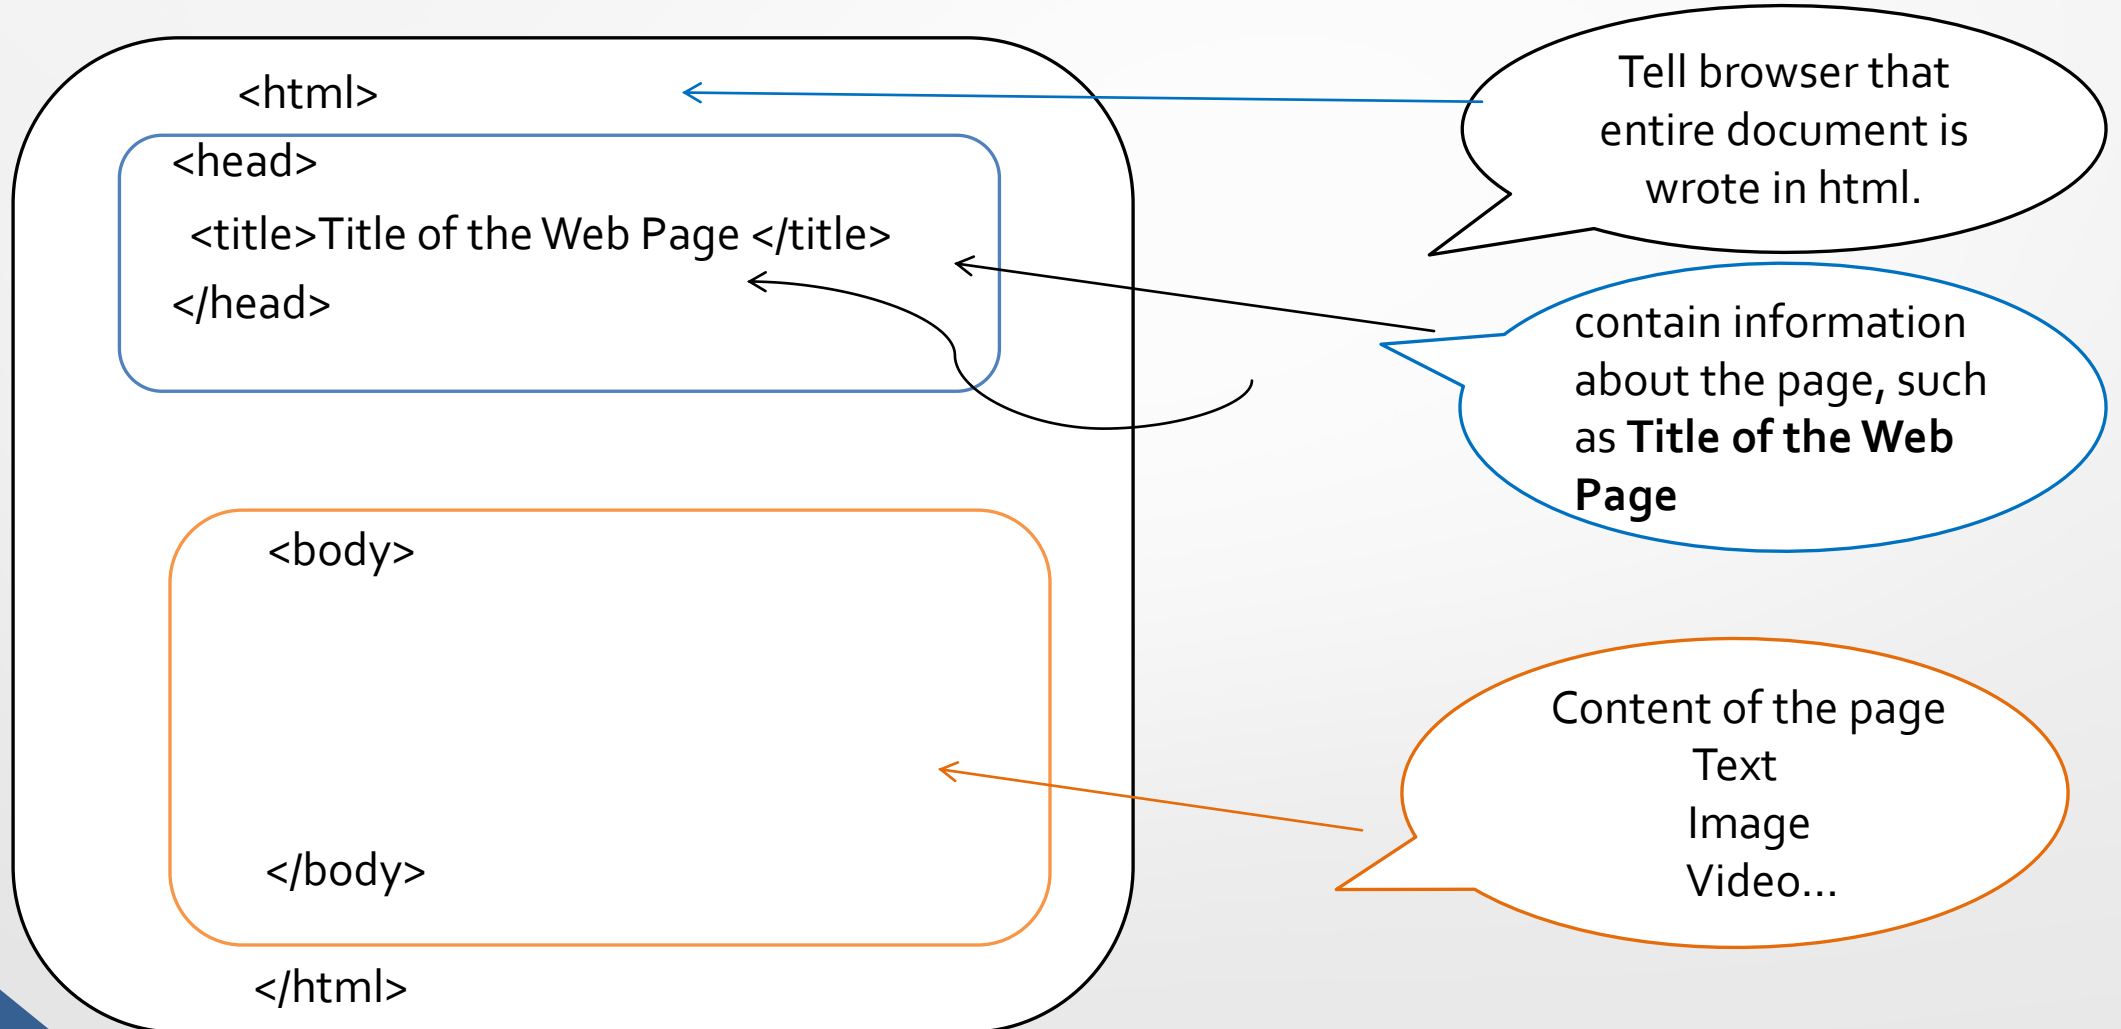 <html>
<head>
<title>Title of the Web Page </title>
</head>
<body>
</body>
</html>
Tell browser that
entire document is
wrote in html.
contain information
about the page, such
as Title of the Web
Page
Content of the page
Text
Image
Video...